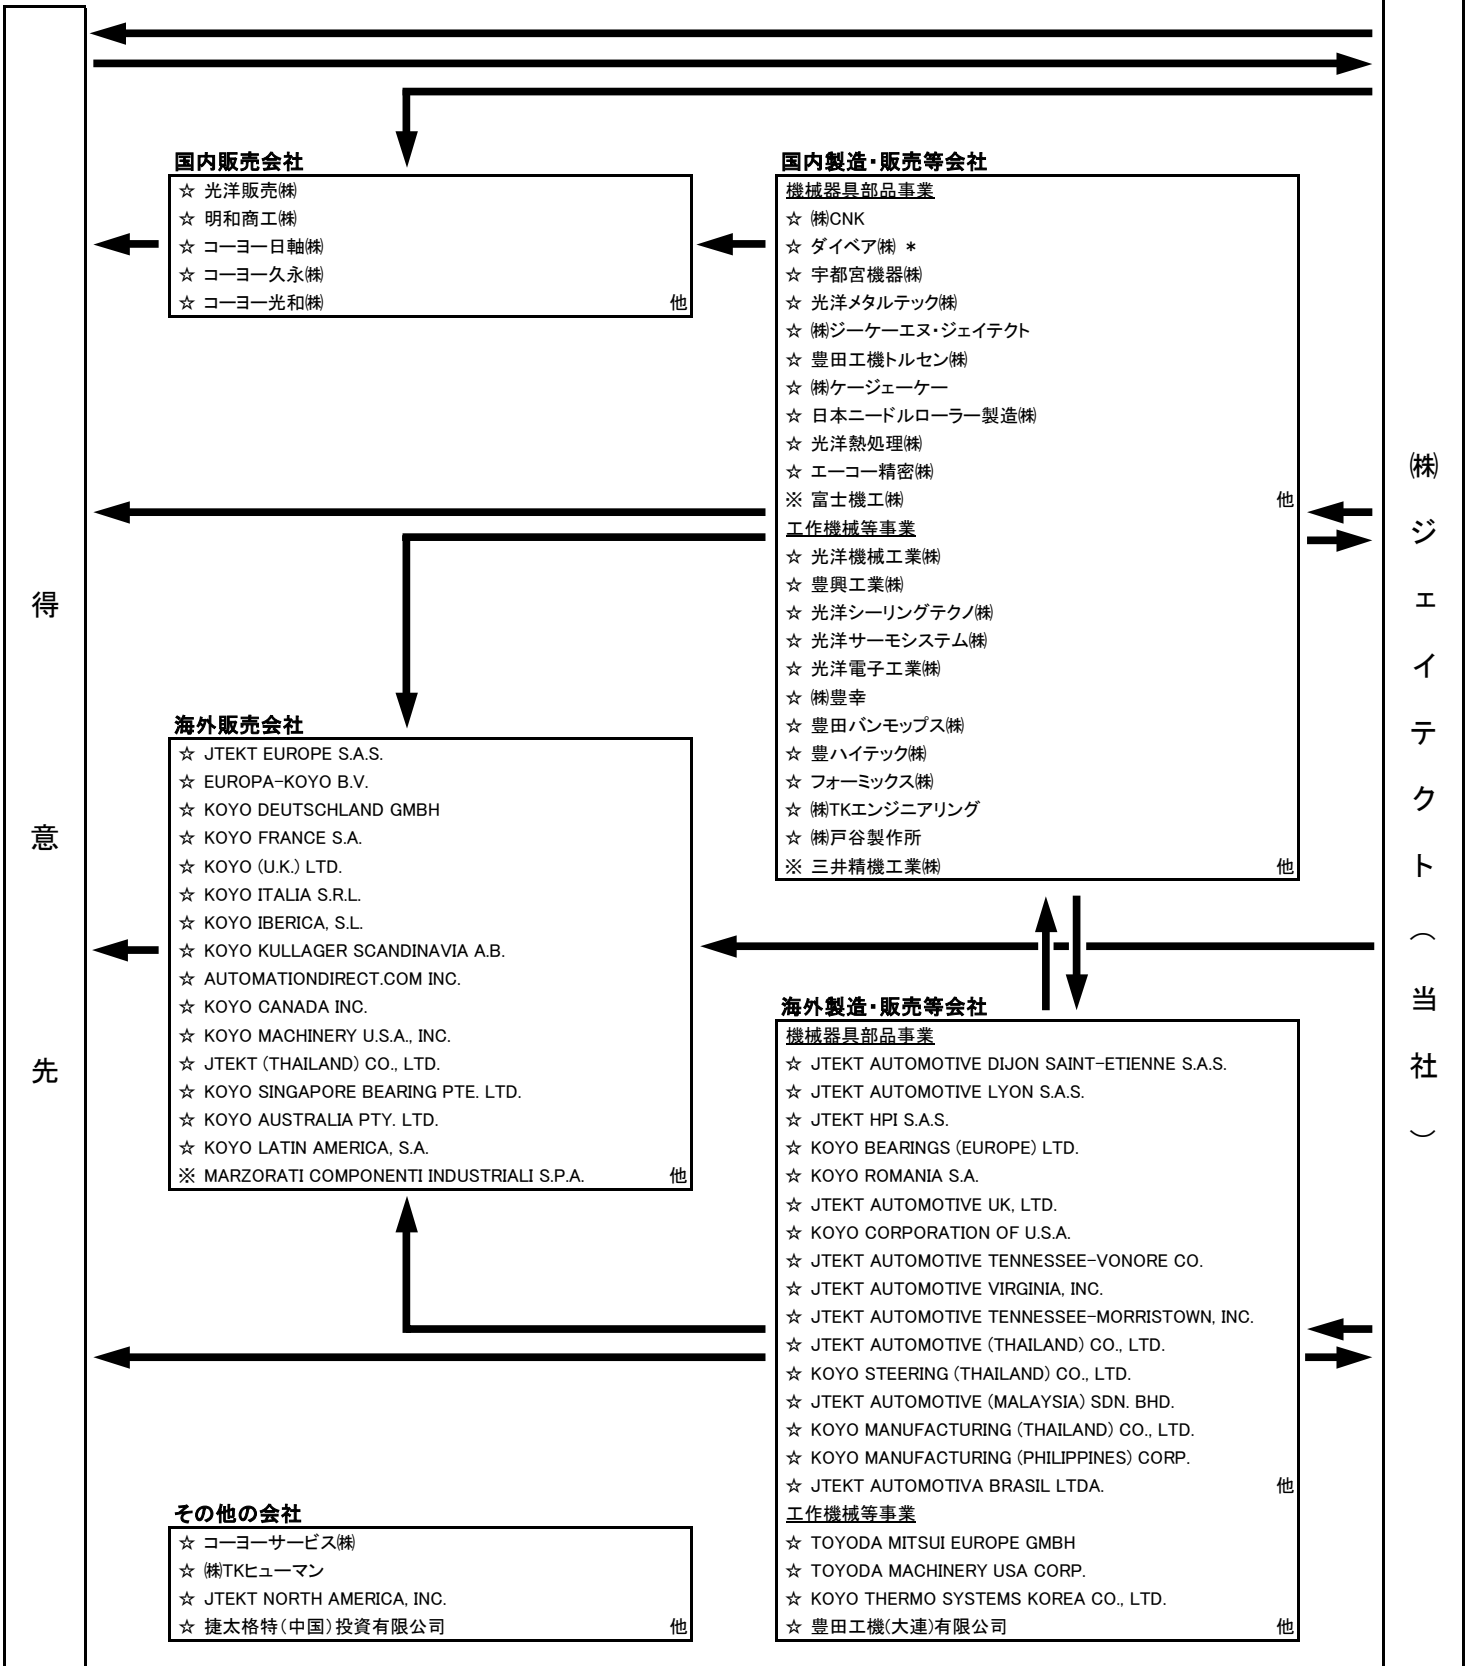 得意先
国内販売会社
☆ 光洋販売㈱
☆ 明和商工㈱
☆ コーヨー日軸㈱
☆ コーヨー久永㈱
☆ コーヨー光和㈱ 他
国内製造・販売等会社
機械器具部品事業
☆ ㈱CNK
☆ ダイベア㈱ *
☆ 宇都宮機器㈱
☆ 光洋メタルテック㈱
☆ ㈱ジーケーエヌ・ジェイテクト
☆ 豊田工機トルセン㈱
☆ ㈱ケージェーケー
☆ 日本ニードルローラー製造㈱
☆ 光洋熱処理㈱
☆ エーコー精密㈱
※ 富士機工㈱ 他
工作機械等事業
☆ 光洋機械工業㈱
☆ 豊興工業㈱
☆ 光洋シーリングテクノ㈱
☆ 光洋サーモシステム㈱
☆ 光洋電子工業㈱
☆ ㈱豊幸
☆ 豊田バンモップス㈱
☆ 豊ハイテック㈱
☆ フォーミックス㈱
☆ ㈱TKエンジニアリング
☆ ㈱戸谷製作所
※ 三井精機工業㈱ 他
海外販売会社
☆ JTEKT EUROPE S.A.S.
☆ EUROPA-KOYO B.V.
☆ KOYO DEUTSCHLAND GMBH
☆ KOYO FRANCE S.A.
☆ KOYO (U.K.) LTD.
☆ KOYO ITALIA S.R.L.
☆ KOYO IBERICA, S.L.
☆ KOYO KULLAGER SCANDINAVIA A.B.
☆ AUTOMATIONDIRECT.COM INC.
☆ KOYO CANADA INC.
☆ KOYO MACHINERY U.S.A., INC.
☆ JTEKT (THAILAND) CO., LTD.
☆ KOYO SINGAPORE BEARING PTE. LTD.
☆ KOYO AUSTRALIA PTY. LTD.
☆ KOYO LATIN AMERICA, S.A.
※ MARZORATI COMPONENTI INDUSTRIALI S.P.A. 他
海外製造・販売等会社
機械器具部品事業
☆ JTEKT AUTOMOTIVE DIJON SAINT-ETIENNE S.A.S.
☆ JTEKT AUTOMOTIVE LYON S.A.S.
☆ JTEKT HPI S.A.S.
☆ KOYO BEARINGS (EUROPE) LTD.
☆ KOYO ROMANIA S.A.
☆ JTEKT AUTOMOTIVE UK, LTD.
☆ KOYO CORPORATION OF U.S.A.
☆ JTEKT AUTOMOTIVE TENNESSEE-VONORE CO.
☆ JTEKT AUTOMOTIVE VIRGINIA, INC.
☆ JTEKT AUTOMOTIVE TENNESSEE-MORRISTOWN, INC.
☆ JTEKT AUTOMOTIVE (THAILAND) CO., LTD.
☆ KOYO STEERING (THAILAND) CO., LTD.
☆ JTEKT AUTOMOTIVE (MALAYSIA) SDN. BHD.
☆ KOYO MANUFACTURING (THAILAND) CO., LTD.
☆ KOYO MANUFACTURING (PHILIPPINES) CORP.
☆ JTEKT AUTOMOTIVA BRASIL LTDA. 他
工作機械等事業
☆ TOYODA MITSUI EUROPE GMBH
☆ TOYODA MACHINERY USA CORP.
☆ KOYO THERMO SYSTEMS KOREA CO., LTD.
☆ 豊田工機(大連)有限公司 他
その他の会社
☆ コーヨーサービス㈱
☆ ㈱TKヒューマン
☆ JTEKT NORTH AMERICA, INC.
☆ 捷太格特(中国)投資有限公司 他
㈱ジェイテクト(当社)